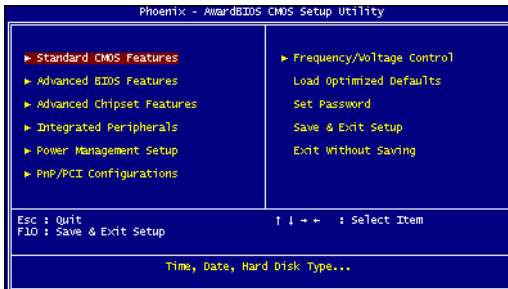 Phoenix - AwardBIOS CMOS Setup Utility
► Standard CMOS Features
► Advanced BIOS Features
► Advanced Chipset Features
► Integrated Peripherals
► Power Management Setup
► PnP/PCI Configurations
► Frequency/Voltage Control
Load Optimized Defaults
Set Password
Save & Exit Setup
Exit Without Saving
Esc : Quit
F10 : Save & Exit Setup
↑ ↓ → ← : Select Item
Time, Date, Hard Disk Type...